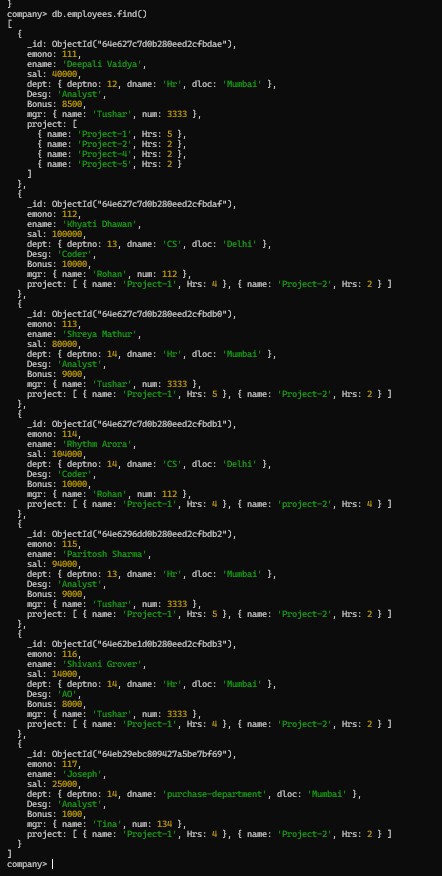 }
company> db.employees.find()
[
  {
    _id: ObjectId("64e627c7d0b280eed2cfbdae"),
    emono: 111,
    ename: 'Deepali Vaidya',
    sal: 40000,
    dept: { deptno: 12, dname: 'Hr', dloc: 'Mumbai' },
    Desg: 'Analyst',
    Bonus: 8500,
    mgr: { name: 'Tushar', num: 3333 },
    project: [
      { name: 'Project-1', Hrs: 5 },
      { name: 'Project-2', Hrs: 2 },
      { name: 'Project-4', Hrs: 2 },
      { name: 'Project-5', Hrs: 2 }
    ]
  },
  {
    _id: ObjectId("64e627c7d0b280eed2cfbdaf"),
    emono: 112,
    ename: 'Khyati Dhawan',
    sal: 100000,
    dept: { deptno: 13, dname: 'CS', dloc: 'Delhi' },
    Desg: 'Coder',
    Bonus: 10000,
    mgr: { name: 'Rohan', num: 112 },
    project: [ { name: 'Project-1', Hrs: 4 }, { name: 'Project-2', Hrs: 2 } ]
  },
  {
    _id: ObjectId("64e627c7d0b280eed2cfbdb0"),
    emono: 113,
    ename: 'Shreya Mathur',
    sal: 80000,
    dept: { deptno: 14, dname: 'Hr', dloc: 'Mumbai' },
    Desg: 'Analyst',
    Bonus: 9000,
    mgr: { name: 'Tushar', num: 3333 },
    project: [ { name: 'Project-1', Hrs: 5 }, { name: 'Project-2', Hrs: 2 } ]
  },
  {
    _id: ObjectId("64e627c7d0b280eed2cfbdb1"),
    emono: 114,
    ename: 'Rhythm Arora',
    sal: 104000,
    dept: { deptno: 14, dname: 'CS', dloc: 'Delhi' },
    Desg: 'Coder',
    Bonus: 10000,
    mgr: { name: 'Rohan', num: 112 },
    project: [ { name: 'Project-1', Hrs: 4 }, { name: 'project-2', Hrs: 4 } ]
  },
  {
    _id: ObjectId("64e6296dd0b280eed2cfbdb2"),
    emono: 115,
    ename: 'Paritosh Sharma',
    sal: 94000,
    dept: { deptno: 13, dname: 'Hr', dloc: 'Mumbai' },
    Desg: 'Analyst',
    Bonus: 9000,
    mgr: { name: 'Tushar', num: 3333 },
    project: [ { name: 'Project-1', Hrs: 5 }, { name: 'Project-2', Hrs: 2 } ]
  },
  {
    _id: ObjectId("64e62be1d0b280eed2cfbdb3"),
    emono: 116,
    ename: 'Shivani Grover',
    sal: 14000,
    dept: { deptno: 14, dname: 'Hr', dloc: 'Mumbai' },
    Desg: 'AO',
    Bonus: 8000,
    mgr: { name: 'Tushar', num: 3333 },
    project: [ { name: 'Project-1', Hrs: 4 }, { name: 'Project-2', Hrs: 2 } ]
  },
  {
    _id: ObjectId("64eb29ebc809427a5be7bf69"),
    emono: 117,
    ename: 'Joseph',
    sal: 25000,
    dept: { deptno: 14, dname: 'purchase-department', dloc: 'Mumbai' },
    Desg: 'Analyst',
    Bonus: 1000,
    mgr: { name: 'Tina', num: 134 },
    project: [ { name: 'Project-1', Hrs: 4 }, { name: 'Project-2', Hrs: 2 } ]
  }
]
company>